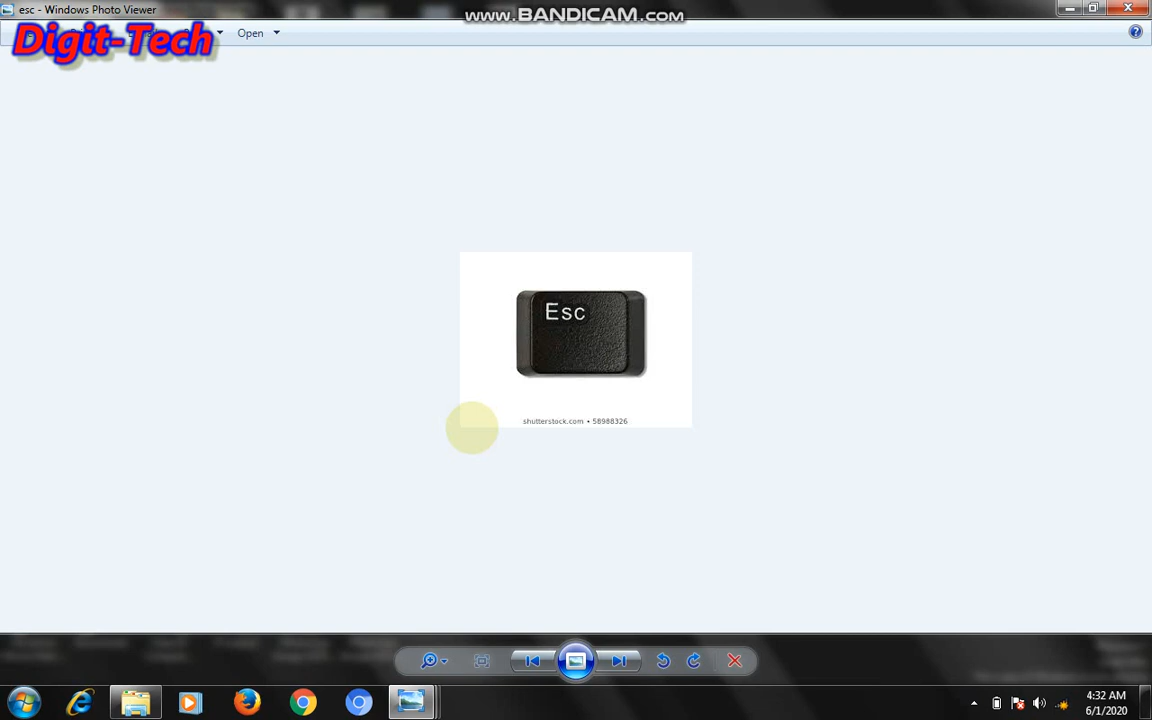 esc - Windows Photo Viewer
www.BANDICAM.com
Digit-Tech
Open
Esc
shutterstock.com • 58988326
4:32 AM
6/1/2020